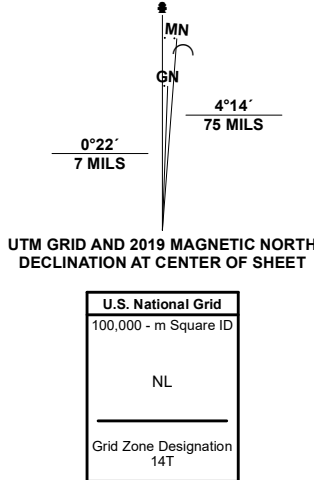 MN
GN
4°14´
75 MILS
0°22´
7 MILS
UTM GRID AND 2019 MAGNETIC NORTH
DECLINATION AT CENTER OF SHEET
U.S. National Grid
100,000 - m Square ID
NL
Grid Zone Designation
14T